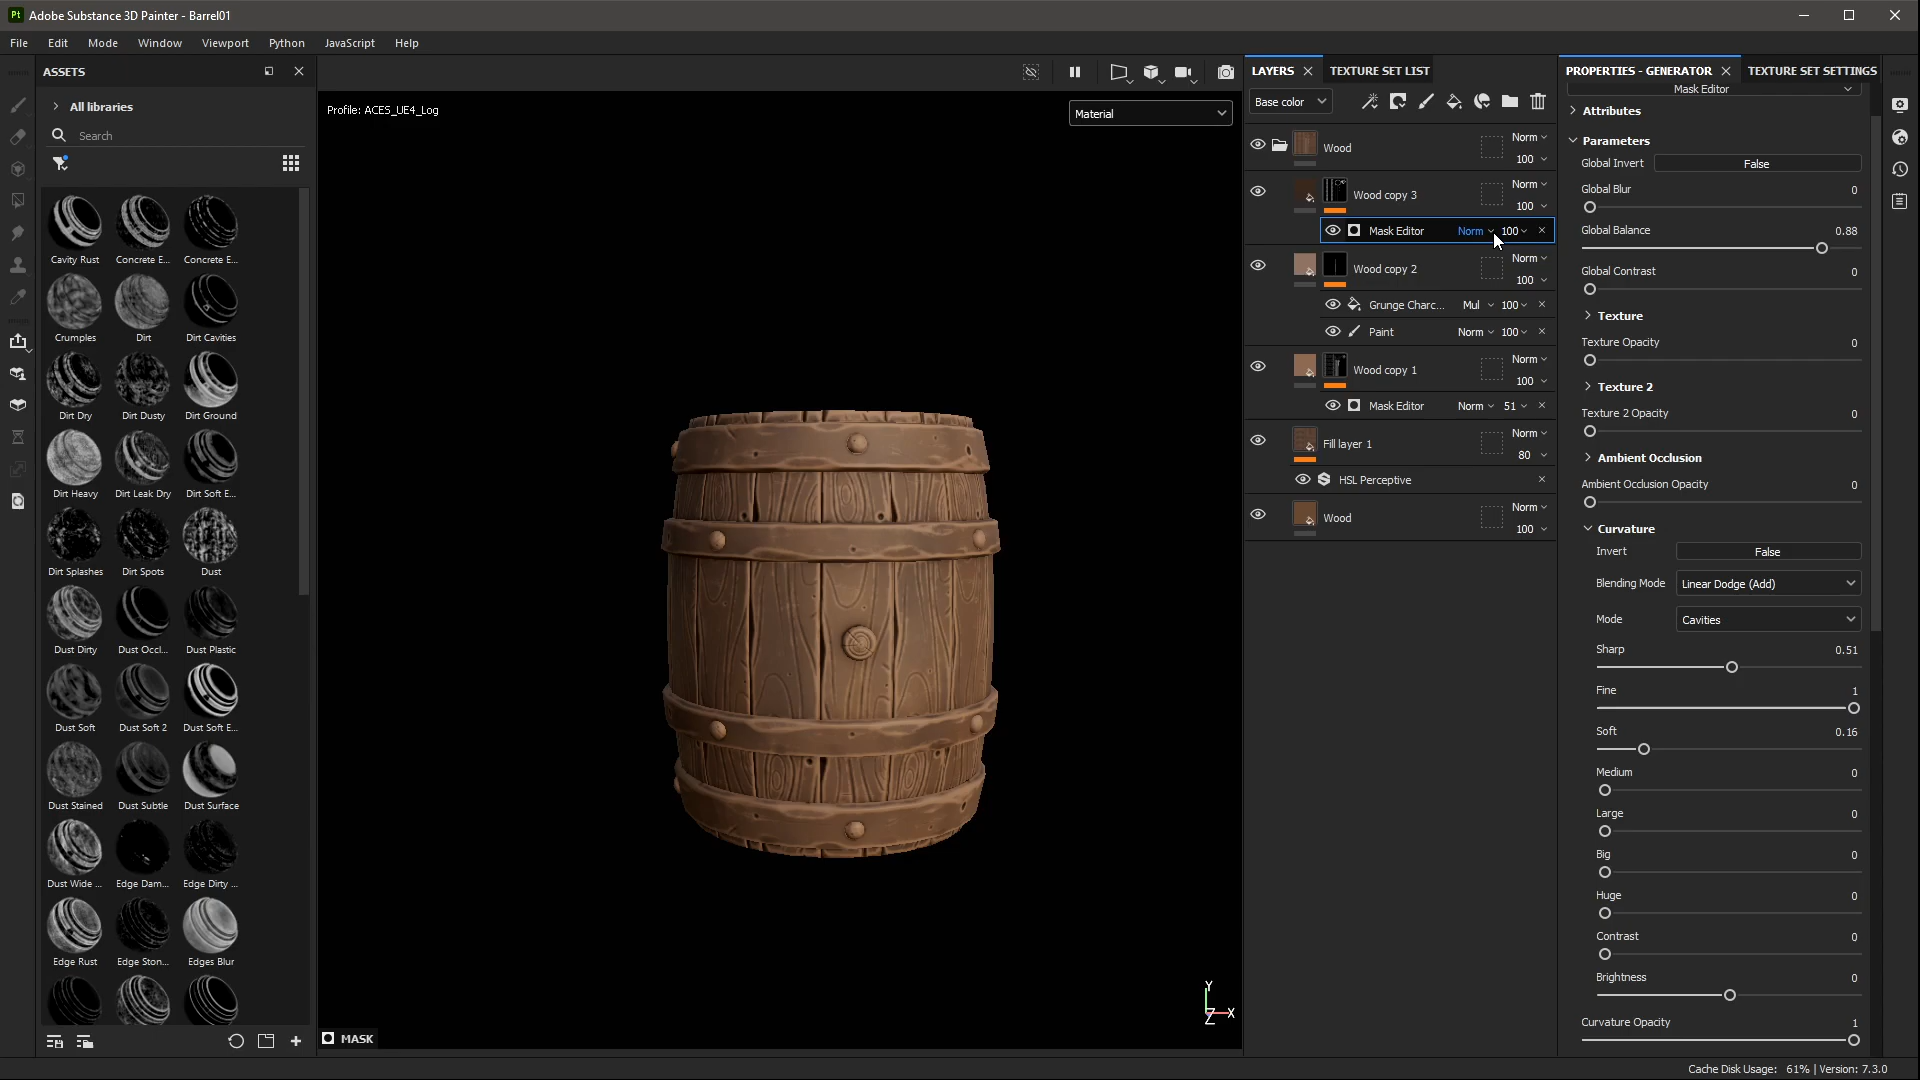 Pt Adobe Substance 3D Painter - Barrel01
File Edit Mode Window Viewport Python JavaScript Help
ASSETS
All libraries
Search
Cavity Rust Concrete E... Concrete E...
Crumples Dirt Dirt Cavities
Dirt Dry Dirt Dusty Dirt Ground
Dirt Heavy Dirt Leak Dry Dirt Soft E...
Dirt Splashes Dirt Spots Dust
Dust Dirty Dust Occl... Dust Plastic
Dust Soft Dust Soft 2 Dust Soft E...
Dust Stained Dust Subtle Dust Surface
Dust Wide ... Edge Dam... Edge Dirty ...
Edge Rust Edge Ston... Edges Blur
Profile: ACES_UE4_Log
Material
Y
Z X
MASK
LAYERS TEXTURE SET LIST
Base color
Wood Norm
100
Wood copy 3 Norm
100
Mask Editor Norm 100
Wood copy 2 Norm
100
Grunge Charc... Mul 100
Paint Norm 100
Wood copy 1 Norm
100
Mask Editor Norm 51
Fill layer 1 Norm
80
HSL Perceptive
Wood Norm
100
PROPERTIES - GENERATOR TEXTURE SET SETTINGS
Mask Editor
Attributes
Parameters
Global Invert False
Global Blur 0
Global Balance 0.88
Global Contrast 0
Texture
Texture Opacity 0
Texture 2
Texture 2 Opacity 0
Ambient Occlusion
Ambient Occlusion Opacity 0
Curvature
Invert False
Blending Mode Linear Dodge (Add)
Mode Cavities
Sharp 0.51
Fine 1
Soft 0.16
Medium 0
Large 0
Big 0
Huge 0
Contrast 0
Brightness 0
Curvature Opacity 1
Cache Disk Usage: 61% | Version: 7.3.0